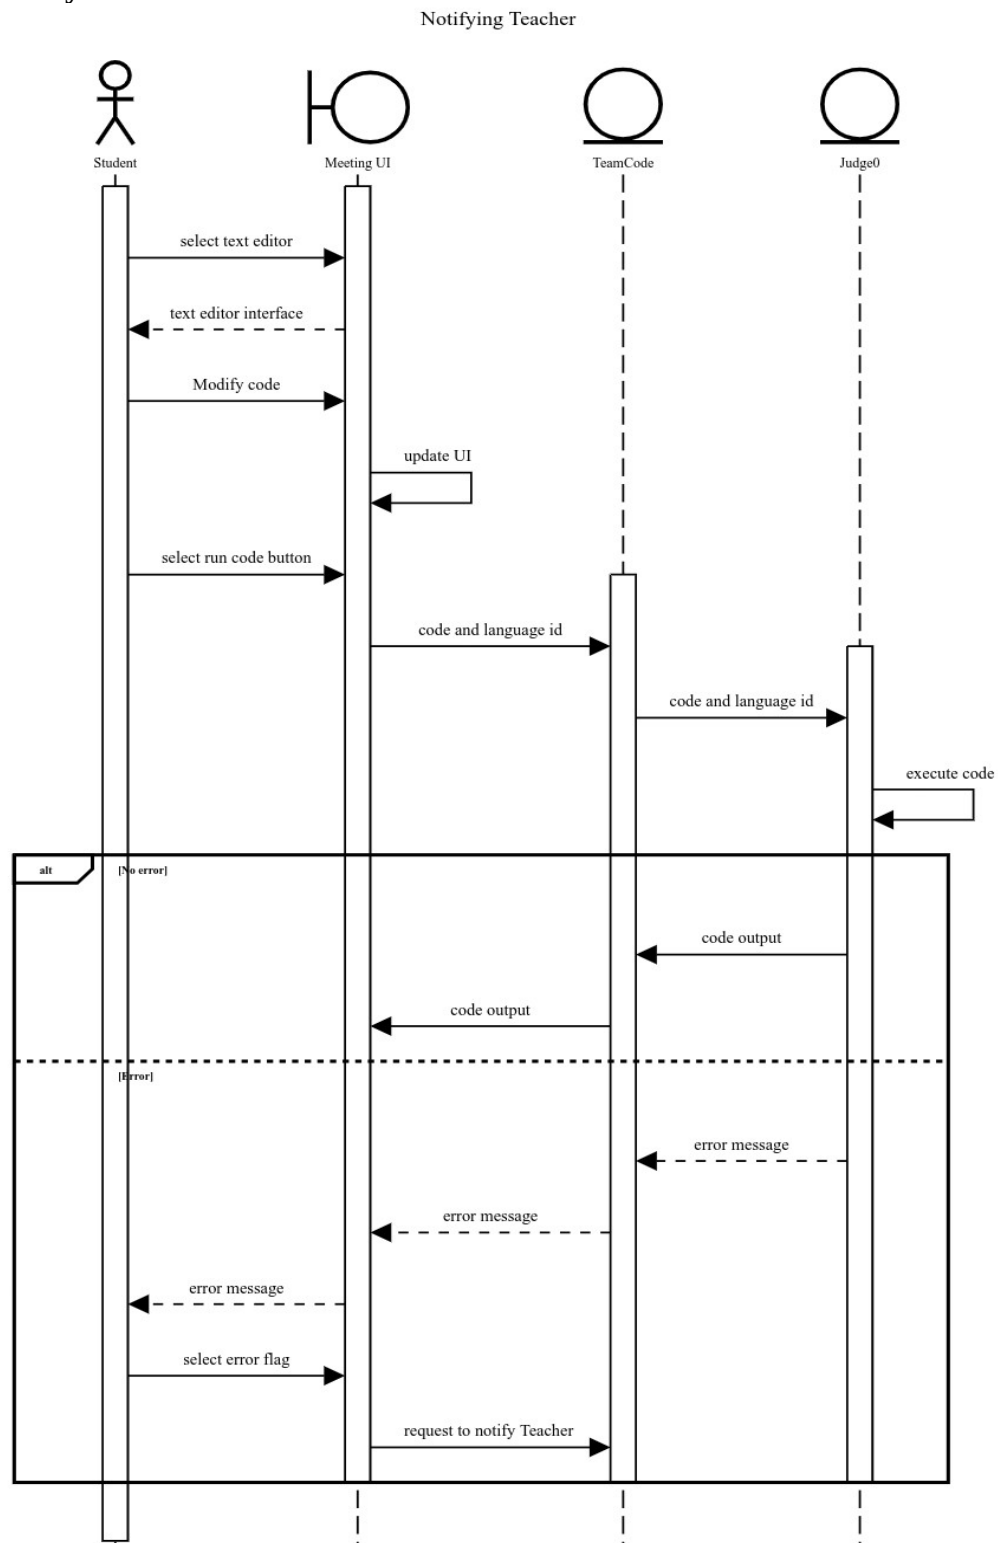 Notifying Teacher
Student
Meeting UI
TeamCode
Judge0
select text editor
text editor interface
Modify code
update UI
select run code button
code and language id
code and language id
execute code
alt
[No error]
code output
code output
[Error]
error message
error message
error message
select error flag
request to notify Teacher